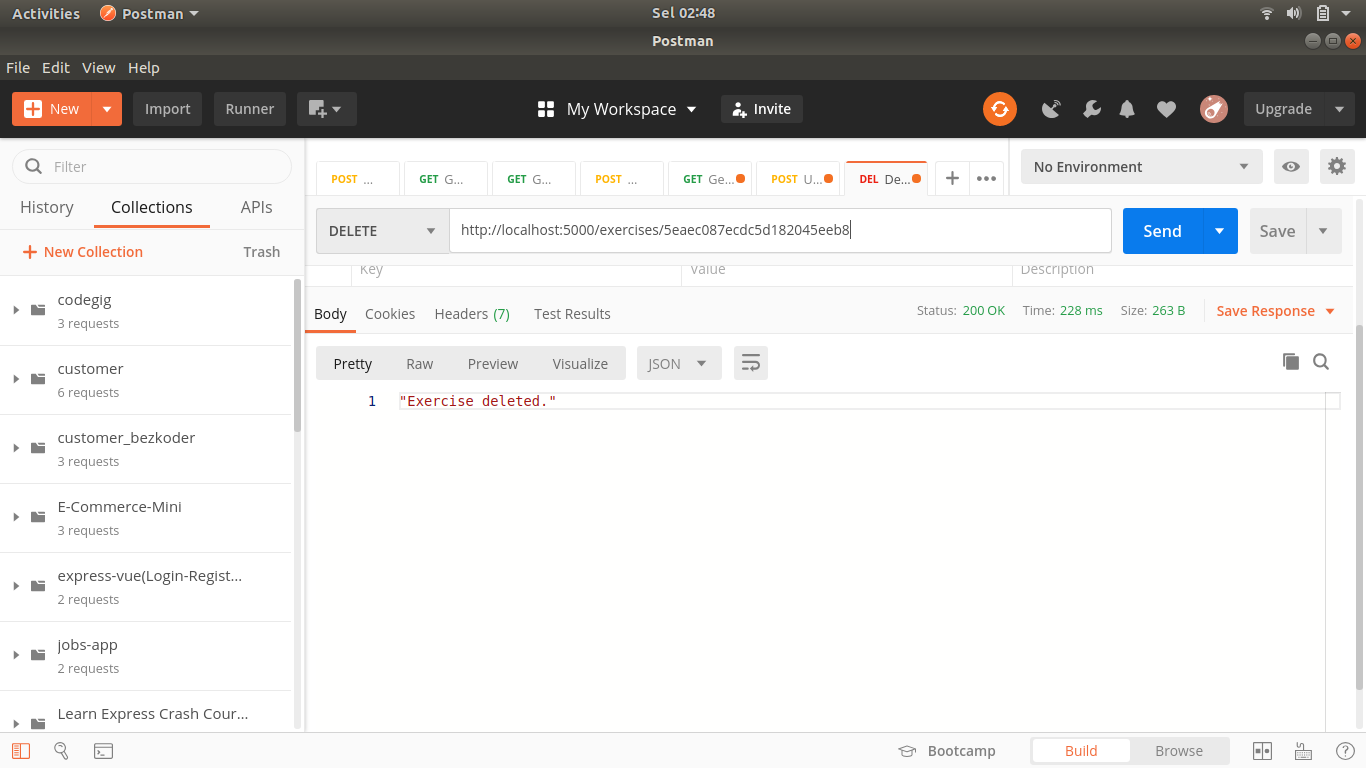 Activities Postman Sel 02:48
Postman
File Edit View Help
New Import Runner My Workspace Invite Upgrade
Filter
History Collections APIs
New Collection Trash
codegig
3 requests
customer
6 requests
customer_bezkoder
3 requests
E-Commerce-Mini
3 requests
express-vue(Login-Regist...
2 requests
jobs-app
2 requests
Learn Express Crash Cour...
POST ... GET G... GET G... POST ... GET Ge... POST U... DEL De... No Environment
DELETE http://localhost:5000/exercises/5eaec087ecdc5d182045eeb8 Send Save
Key Value Description
Body Cookies Headers (7) Test Results Status: 200 OK Time: 228 ms Size: 263 B Save Response
Pretty Raw Preview Visualize JSON
1 "Exercise deleted."
Bootcamp Build Browse